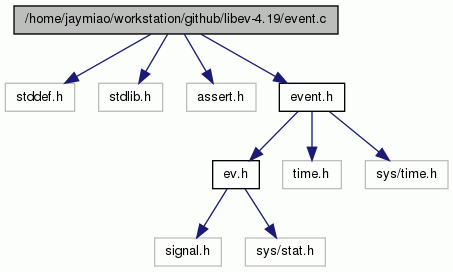 /home/jaymiao/workstation/github/libev-4.19/event.c
stddef.h
stdlib.h
assert.h
event.h
ev.h
time.h
sys/time.h
signal.h
sys/stat.h